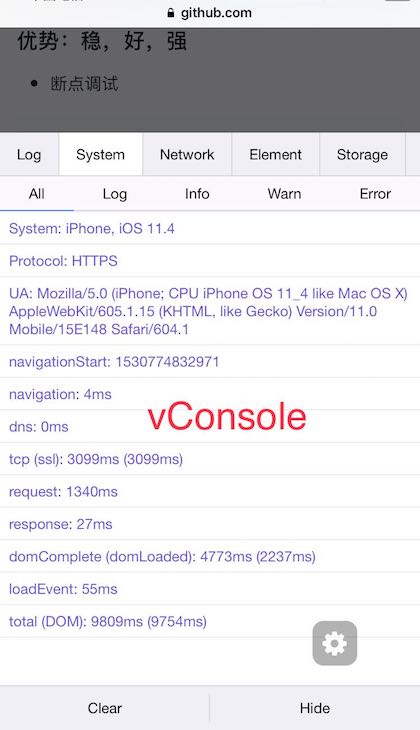 github.com
优势：稳，好，强
• 断点调试
Log System Network Element Storage
All Log Info Warn Error
System: iPhone, iOS 11.4
Protocol: HTTPS
UA: Mozilla/5.0 (iPhone; CPU iPhone OS 11_4 like Mac OS X)
AppleWebKit/605.1.15 (KHTML, like Gecko) Version/11.0
Mobile/15E148 Safari/604.1
navigationStart: 1530774832971
navigation: 4ms
vConsole
dns: 0ms
tcp (ssl): 3099ms (3099ms)
request: 1340ms
response: 27ms
domComplete (domLoaded): 4773ms (2237ms)
loadEvent: 55ms
total (DOM): 9809ms (9754ms)
Clear Hide